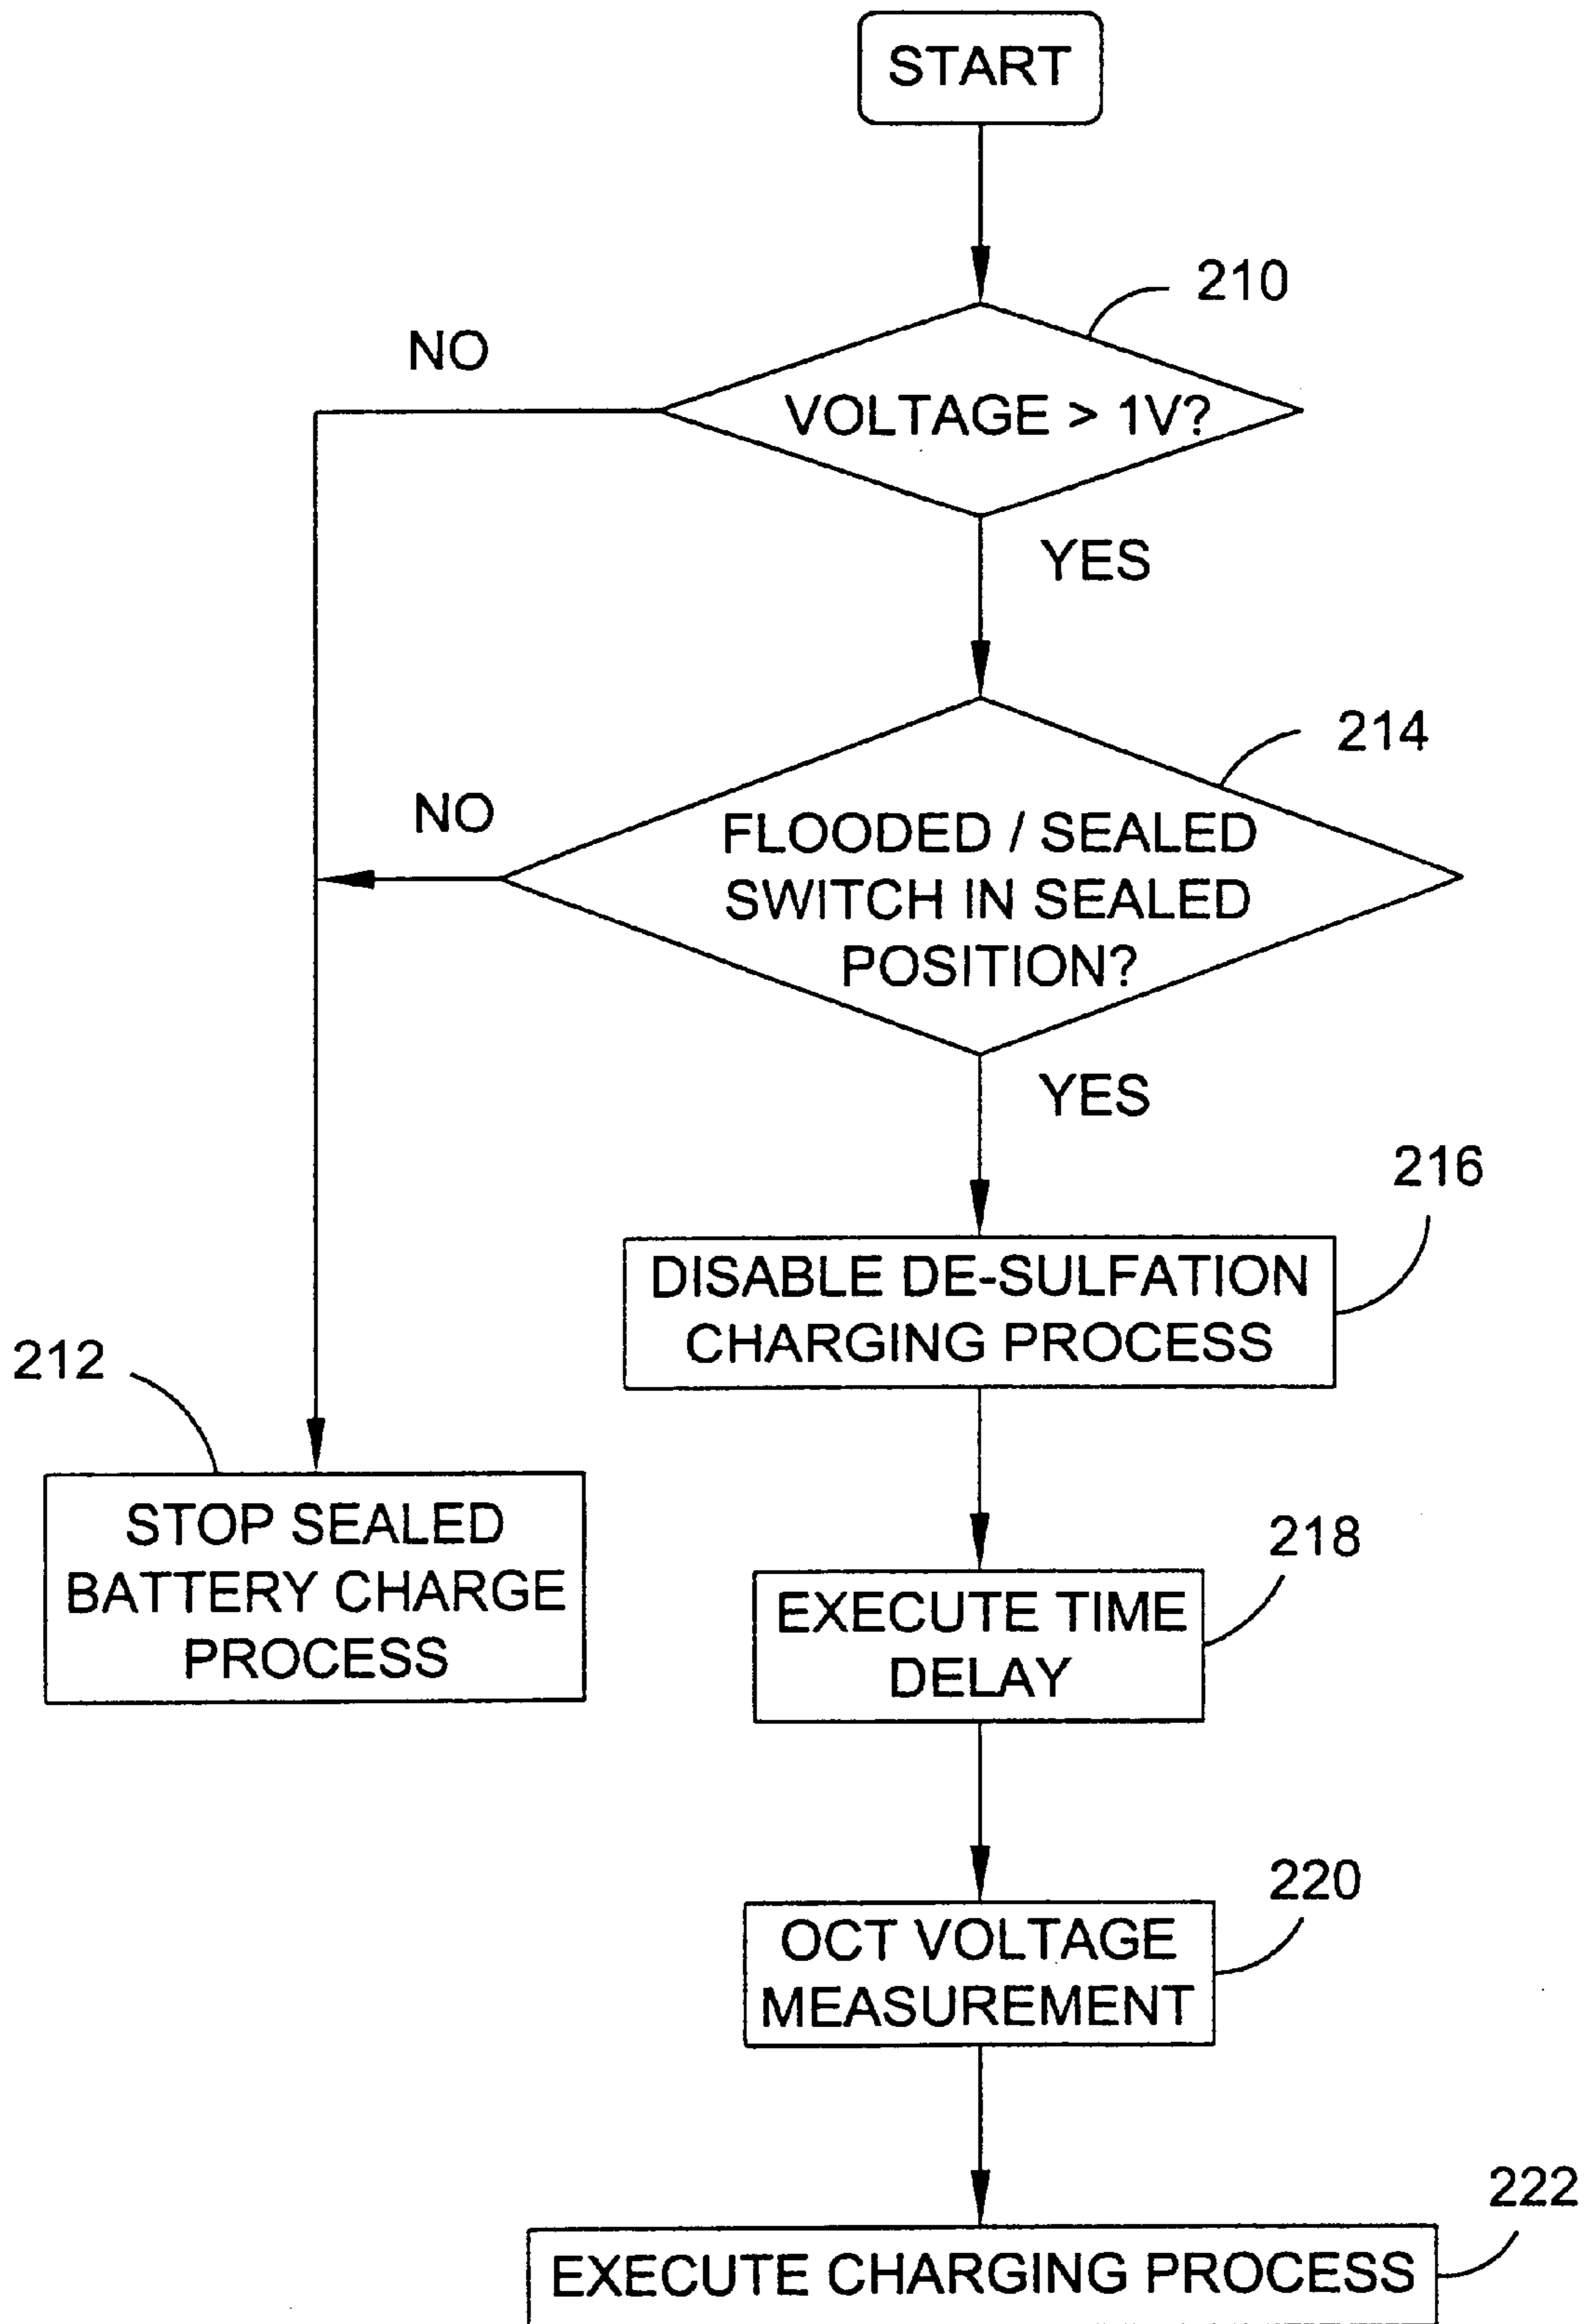 START
210
NO
VOLTAGE > 1V?
YES
214
NO
FLOODED / SEALED
SWITCH IN SEALED
POSITION?
YES
216
DISABLE DE-SULFATION
CHARGING PROCESS
212
STOP SEALED
BATTERY CHARGE
PROCESS
218
EXECUTE TIME
DELAY
220
OCT VOLTAGE
MEASUREMENT
222
EXECUTE CHARGING PROCESS